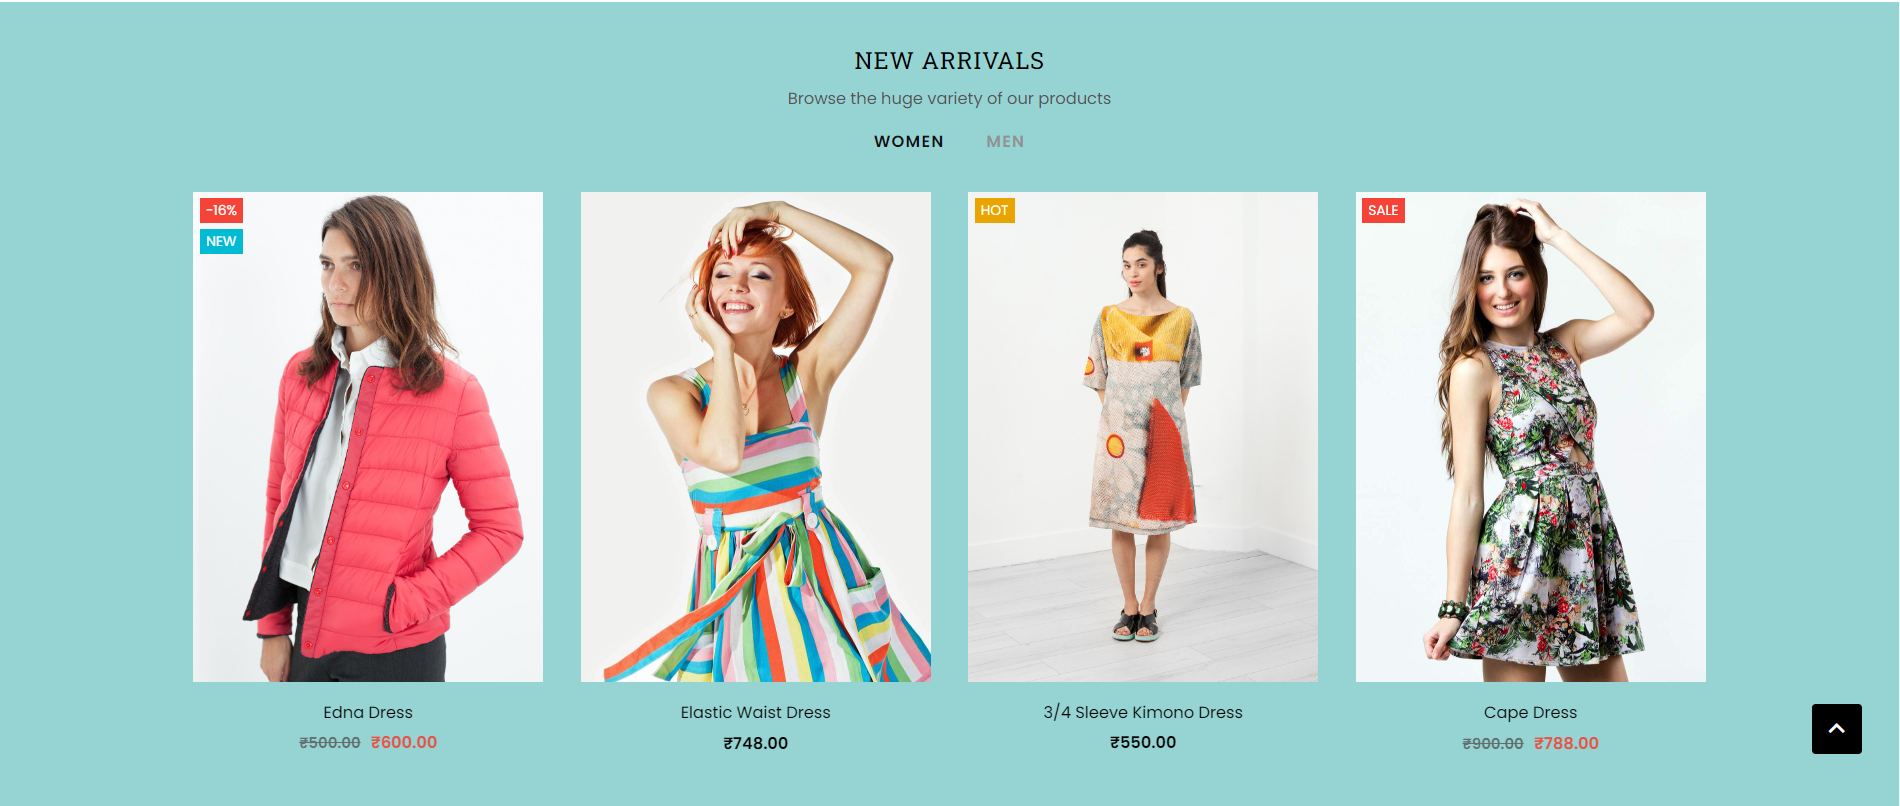 NEW ARRIVALS
Browse the huge variety of our products
WOMEN MEN
-16%
NEW
HOT
SALE
Edna Dress
₹500.00 ₹600.00
Elastic Waist Dress
₹748.00
3/4 Sleeve Kimono Dress
₹550.00
Cape Dress
₹900.00 ₹788.00